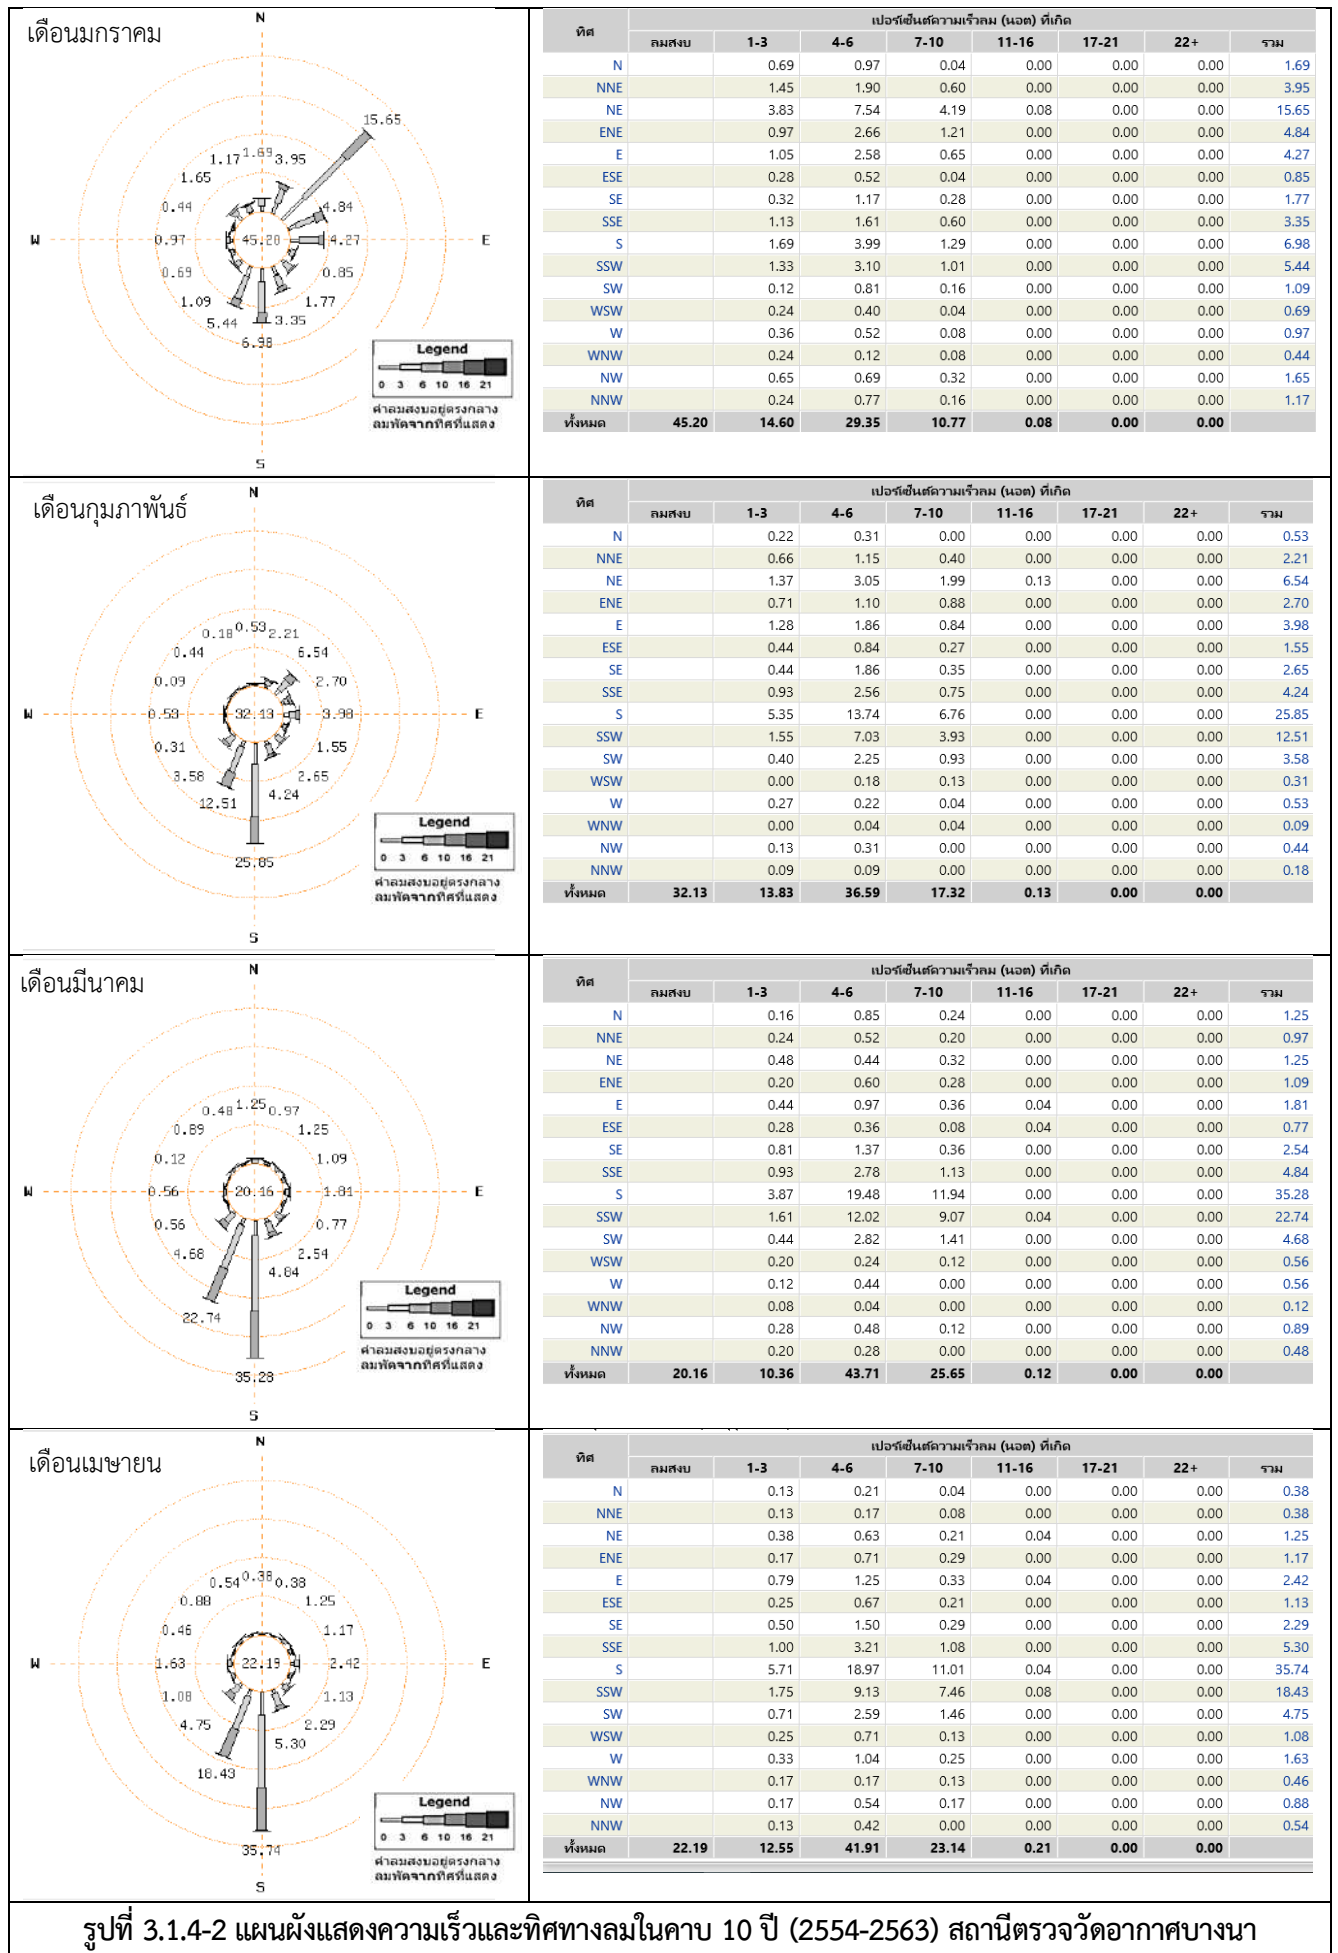 เดือนมกราคม
N
15.65
1.17 1.69 3.95
1.65
0.44 4.84
W 0.97 45.20 4.27 E
0.69 0.85
1.09 1.77
5.44 3.35
6.98
S
Legend
0 3 6 10 16 21
ค่าลมสงบอยู่ตรงกลาง
ลมพัดจากทิศที่แสดง
ทิศ เปอร์เซ็นต์ความเร็วลม (นอต) ที่เกิด
ลมสงบ 1-3 4-6 7-10 11-16 17-21 22+ รวม
N 0.69 0.97 0.04 0.00 0.00 0.00 1.69
NNE 1.45 1.90 0.60 0.00 0.00 0.00 3.95
NE 3.83 7.54 4.19 0.08 0.00 0.00 15.65
ENE 0.97 2.66 1.21 0.00 0.00 0.00 4.84
E 1.05 2.58 0.65 0.00 0.00 0.00 4.27
ESE 0.28 0.52 0.04 0.00 0.00 0.00 0.85
SE 0.32 1.17 0.28 0.00 0.00 0.00 1.77
SSE 1.13 1.61 0.60 0.00 0.00 0.00 3.35
S 1.69 3.99 1.29 0.00 0.00 0.00 6.98
SSW 1.33 3.10 1.01 0.00 0.00 0.00 5.44
SW 0.12 0.81 0.16 0.00 0.00 0.00 1.09
WSW 0.24 0.40 0.04 0.00 0.00 0.00 0.69
W 0.36 0.52 0.08 0.00 0.00 0.00 0.97
WNW 0.24 0.12 0.08 0.00 0.00 0.00 0.44
NW 0.65 0.69 0.32 0.00 0.00 0.00 1.65
NNW 0.24 0.77 0.16 0.00 0.00 0.00 1.17
ทั้งหมด 45.20 14.60 29.35 10.77 0.08 0.00 0.00
เดือนกุมภาพันธ์
N
0.18 0.53 2.21
0.44 6.54
0.09 2.70
W 0.53 32.13 3.98 E
0.31 1.55
3.58 2.65
12.51 4.24
25.85
S
Legend
0 3 6 10 16 21
ค่าลมสงบอยู่ตรงกลาง
ลมพัดจากทิศที่แสดง
ทิศ เปอร์เซ็นต์ความเร็วลม (นอต) ที่เกิด
ลมสงบ 1-3 4-6 7-10 11-16 17-21 22+ รวม
N 0.22 0.31 0.00 0.00 0.00 0.00 0.53
NNE 0.66 1.15 0.40 0.00 0.00 0.00 2.21
NE 1.37 3.05 1.99 0.13 0.00 0.00 6.54
ENE 0.71 1.10 0.88 0.00 0.00 0.00 2.70
E 1.28 1.86 0.84 0.00 0.00 0.00 3.98
ESE 0.44 0.84 0.27 0.00 0.00 0.00 1.55
SE 0.44 1.86 0.35 0.00 0.00 0.00 2.65
SSE 0.93 2.56 0.75 0.00 0.00 0.00 4.24
S 5.35 13.74 6.76 0.00 0.00 0.00 25.85
SSW 1.55 7.03 3.93 0.00 0.00 0.00 12.51
SW 0.40 2.25 0.93 0.00 0.00 0.00 3.58
WSW 0.00 0.18 0.13 0.00 0.00 0.00 0.31
W 0.27 0.22 0.04 0.00 0.00 0.00 0.53
WNW 0.00 0.04 0.04 0.00 0.00 0.00 0.09
NW 0.13 0.31 0.00 0.00 0.00 0.00 0.44
NNW 0.09 0.09 0.00 0.00 0.00 0.00 0.18
ทั้งหมด 32.13 13.83 36.59 17.32 0.13 0.00 0.00
เดือนมีนาคม
N
0.48 1.25 0.97
0.89 1.25
0.12 1.09
W 0.56 20.16 1.81 E
0.56 0.77
4.68 2.54
4.84
22.74
35.28
S
Legend
0 3 6 10 16 21
ค่าลมสงบอยู่ตรงกลาง
ลมพัดจากทิศที่แสดง
ทิศ เปอร์เซ็นต์ความเร็วลม (นอต) ที่เกิด
ลมสงบ 1-3 4-6 7-10 11-16 17-21 22+ รวม
N 0.16 0.85 0.24 0.00 0.00 0.00 1.25
NNE 0.24 0.52 0.20 0.00 0.00 0.00 0.97
NE 0.48 0.44 0.32 0.00 0.00 0.00 1.25
ENE 0.20 0.60 0.28 0.00 0.00 0.00 1.09
E 0.44 0.97 0.36 0.04 0.00 0.00 1.81
ESE 0.28 0.36 0.08 0.04 0.00 0.00 0.77
SE 0.81 1.37 0.36 0.00 0.00 0.00 2.54
SSE 0.93 2.78 1.13 0.00 0.00 0.00 4.84
S 3.87 19.48 11.94 0.00 0.00 0.00 35.28
SSW 1.61 12.02 9.07 0.04 0.00 0.00 22.74
SW 0.44 2.82 1.41 0.00 0.00 0.00 4.68
WSW 0.20 0.24 0.12 0.00 0.00 0.00 0.56
W 0.12 0.44 0.00 0.00 0.00 0.00 0.56
WNW 0.08 0.04 0.00 0.00 0.00 0.00 0.12
NW 0.28 0.48 0.12 0.00 0.00 0.00 0.89
NNW 0.20 0.28 0.00 0.00 0.00 0.00 0.48
ทั้งหมด 20.16 10.36 43.71 25.65 0.12 0.00 0.00
เดือนเมษายน
N
0.54 0.38 0.38
0.88 1.25
0.46 1.17
W 1.63 22.19 2.42 E
1.08 1.13
4.75 2.29
5.30
18.43
35.74
S
Legend
0 3 6 10 16 21
ค่าลมสงบอยู่ตรงกลาง
ลมพัดจากทิศที่แสดง
ทิศ เปอร์เซ็นต์ความเร็วลม (นอต) ที่เกิด
ลมสงบ 1-3 4-6 7-10 11-16 17-21 22+ รวม
N 0.13 0.21 0.04 0.00 0.00 0.00 0.38
NNE 0.13 0.17 0.08 0.00 0.00 0.00 0.38
NE 0.38 0.63 0.21 0.04 0.00 0.00 1.25
ENE 0.17 0.71 0.29 0.00 0.00 0.00 1.17
E 0.79 1.25 0.33 0.04 0.00 0.00 2.42
ESE 0.25 0.67 0.21 0.00 0.00 0.00 1.13
SE 0.50 1.50 0.29 0.00 0.00 0.00 2.29
SSE 1.00 3.21 1.08 0.00 0.00 0.00 5.30
S 5.71 18.97 11.01 0.04 0.00 0.00 35.74
SSW 1.75 9.13 7.46 0.08 0.00 0.00 18.43
SW 0.71 2.59 1.46 0.00 0.00 0.00 4.75
WSW 0.25 0.71 0.13 0.00 0.00 0.00 1.08
W 0.33 1.04 0.25 0.00 0.00 0.00 1.63
WNW 0.17 0.17 0.13 0.00 0.00 0.00 0.46
NW 0.17 0.54 0.17 0.00 0.00 0.00 0.88
NNW 0.13 0.42 0.00 0.00 0.00 0.00 0.54
ทั้งหมด 22.19 12.55 41.91 23.14 0.21 0.00 0.00
รูปที่ 3.1.4-2 แผนผังแสดงความเร็วและทิศทางลมในคาบ 10 ปี (2554-2563) สถานีตรวจวัดอากาศบางนา